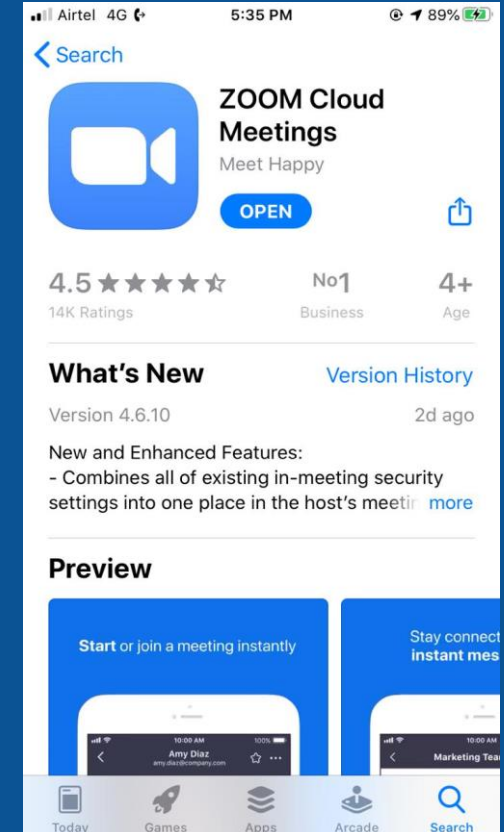 Airtel 4G 5:35 PM 89%
Search
ZOOM Cloud
Meetings
Meet Happy
OPEN
4.5 No1 4+
14K Ratings Business Age
What's New Version History
Version 4.6.10 2d ago
New and Enhanced Features:
- Combines all of existing in-meeting security
settings into one place in the host's meetin more
Preview
Start or join a meeting instantly
Stay connect
instant mes
10:00 AM 100%
Amy Diaz
amy.diaz@company.com
10:00 AM
Marketing Tea
Today Games Apps Arcade Search